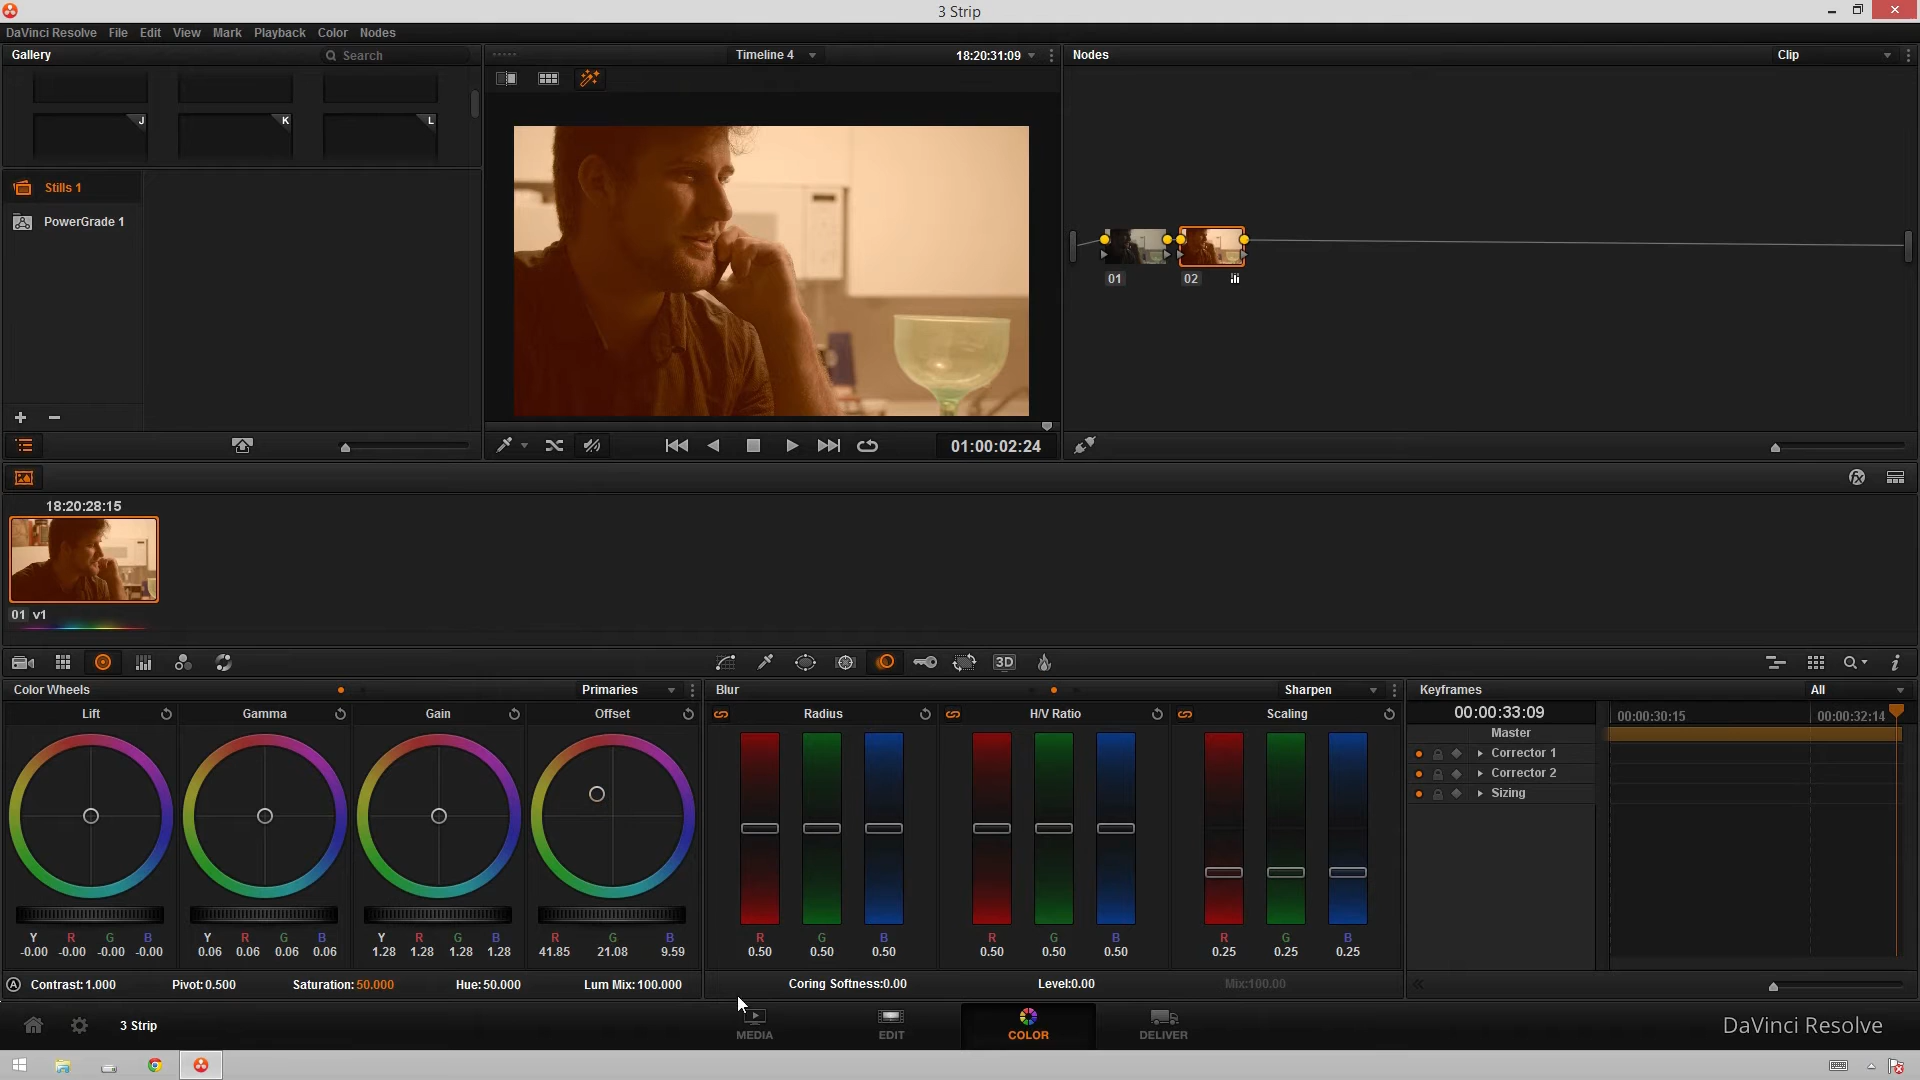 3 Strip
DaVinci Resolve File Edit View Mark Playback Color Nodes
Gallery
Search
Timeline 4
18:20:31:09
Nodes
Clip
J
K
L
Stills 1
PowerGrade 1
01
02
01:00:02:24
18:20:28:15
01 v1
3D
Color Wheels
Primaries
Blur
Sharpen
Keyframes
All
Lift
Gamma
Gain
Offset
Radius
H/V Ratio
Scaling
00:00:33:09
00:00:30:15
00:00:32:14
Master
Corrector 1
Corrector 2
Sizing
Y R G B
Y R G B
Y R G B
R G B
R G B
R G B
R G B
-0.00 -0.00 -0.00 -0.00
0.06 0.06 0.06 0.06
1.28 1.28 1.28 1.28
41.85 21.08 9.59
0.50 0.50 0.50
0.50 0.50 0.50
0.25 0.25 0.25
A Contrast:1.000
Pivot:0.500
Saturation:50.000
Hue:50.000
Lum Mix:100.000
Coring Softness:0.00
Level:0.00
Mix:100.00
3 Strip
MEDIA
EDIT
COLOR
DELIVER
DaVinci Resolve